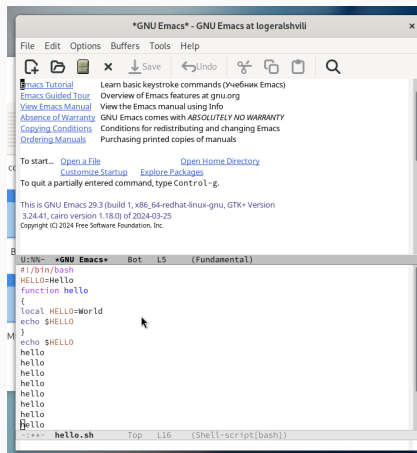 *GNU Emacs* - GNU Emacs at logeralshvili
File Edit Options Buffers Tools Help
Save Undo
Emacs Tutorial Learn basic keystroke commands (Учебник Emacs)
Emacs Guided Tour Overview of Emacs features at gnu.org
View Emacs Manual View the Emacs manual using Info
Absence of Warranty GNU Emacs comes with ABSOLUTELY NO WARRANTY
Copying Conditions Conditions for redistributing and changing Emacs
Ordering Manuals Purchasing printed copies of manuals
To start... Open a File Open Home Directory
Customize Startup Explore Packages
To quit a partially entered command, type Control-g.
This is GNU Emacs 29.3 (build 1, x86_64-redhat-linux-gnu, GTK+ Version
3.24.41, cairo version 1.18.0) of 2024-03-25
Copyright (C) 2024 Free Software Foundation, Inc.
U:%%- *GNU Emacs* Bot L5 (Fundamental)
#!/bin/bash
HELLO=Hello
function hello
{
local HELLO=World
echo $HELLO
}
echo $HELLO
hello
hello
hello
hello
hello
hello
hello
hello
-:**- hello.sh Top L16 (Shell-script[bash])